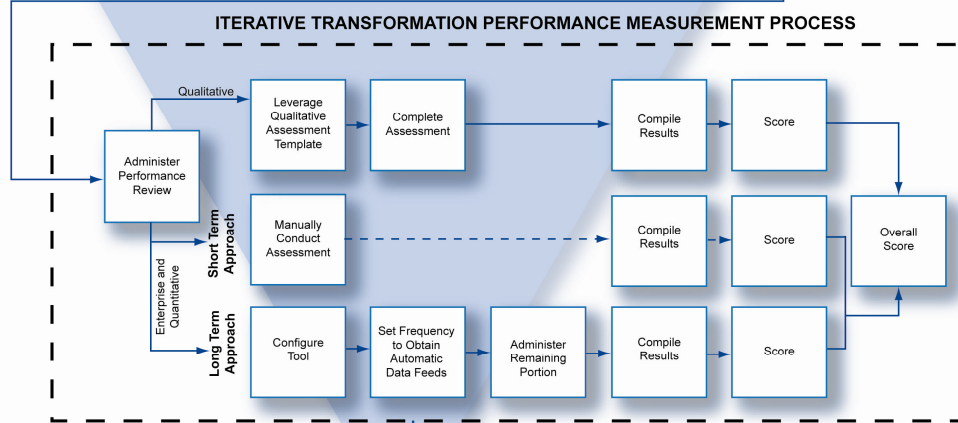 ITERATIVE TRANSFORMATION PERFORMANCE MEASUREMENT PROCESS
Qualitative
Leverage
Qualitative
Assessment
Template
Complete
Assessment
Compile
Results
Score
Administer
Performance
Review
Short Term
Approach
Manually
Conduct
Assessment
Compile
Results
Score
Overall
Score
Enterprise and
Quantitative
Long Term
Approach
Configure
Tool
Set Frequency
to Obtain
Automatic
Data Feeds
Administer
Remaining
Portion
Compile
Results
Score